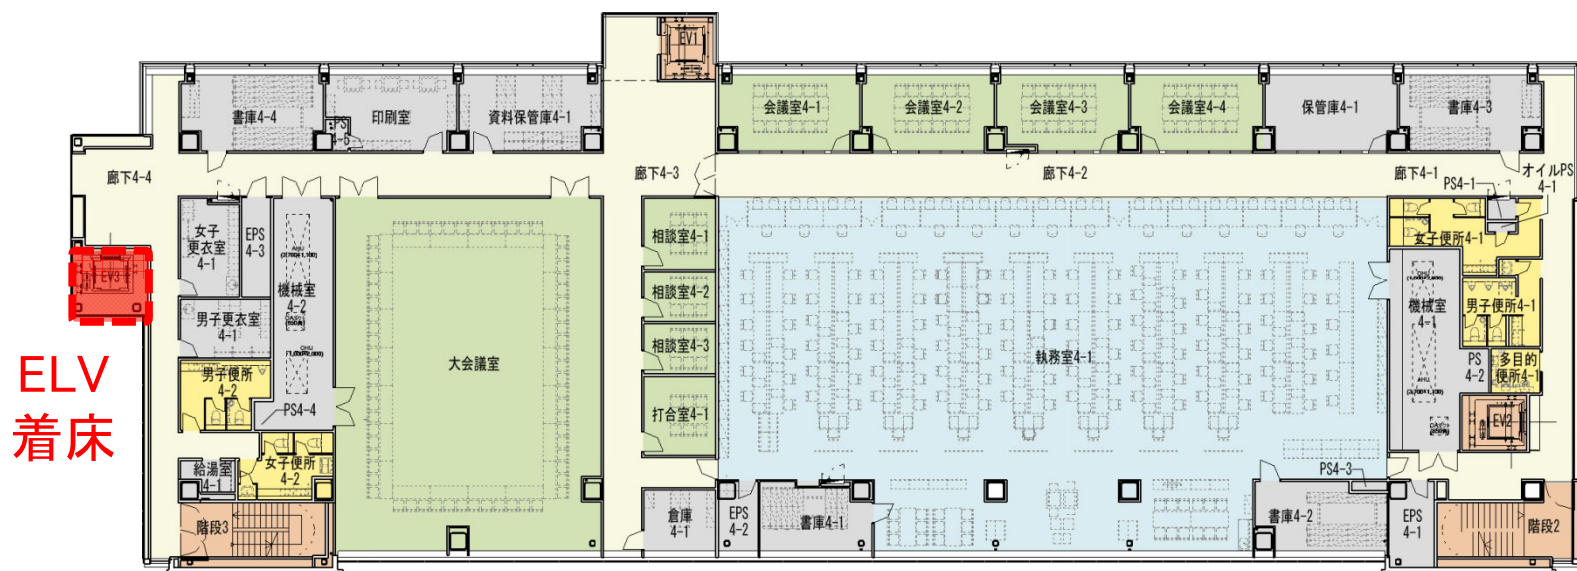 EV1
書庫4-4
PS
4-5
印刷室
資料保管庫4-1
会議室4-1
会議室4-2
会議室4-3
会議室4-4
保管庫4-1
書庫4-3
廊下4-4
廊下4-3
廊下4-2
廊下4-1
オイルPS
4-1
PS4-1
女子
更衣室
4-1
EPS
4-3
機械室
4-2
男子更衣室
4-1
EV3
ELV
着床
男子便所
4-2
PS4-4
給湯室
4-1
女子便所
4-2
階段3
大会議室
相談室4-1
相談室4-2
相談室4-3
打合室4-1
倉庫
4-1
EPS
4-2
書庫4-1
執務室4-1
PS4-3
書庫4-2
女子便所4-1
機械室
4-1
男子便所4-1
PS
4-2
多目的
便所4-1
EV2
EPS
4-1
階段2
AHU
OHU
OHU
AHU